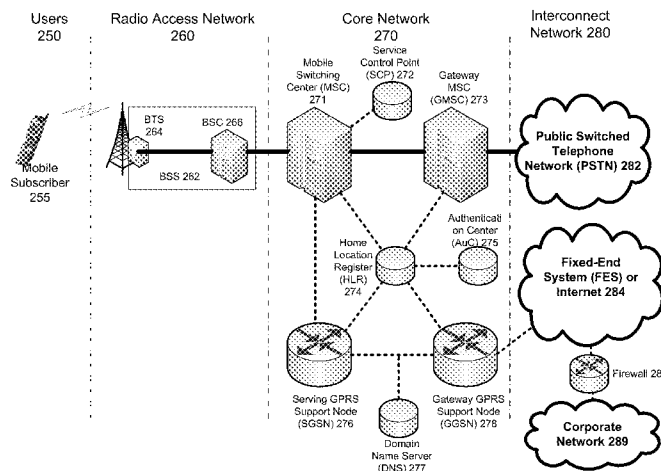 Users
250
Radio Access Network
260
Core Network
270
Interconnect
Network 280
Mobile
Switching
Center (MSC)
271
Service
Control Point
(SCP) 272
Gateway
MSC
(GMSC) 273
BTS
264
BSC 266
BSS 262
Mobile
Subscriber
255
Public Switched
Telephone
Network (PSTN) 282
Home
Location
Register
(HLR)
274
Authenticati
on Center
(AuC) 275
Fixed-End
System (FES) or
Internet 284
Serving GPRS
Support Node
(SGSN) 276
Gateway GPRS
Support Node
(GGSN) 278
Domain
Name Server
(DNS) 277
Firewall 28
Corporate
Network 289